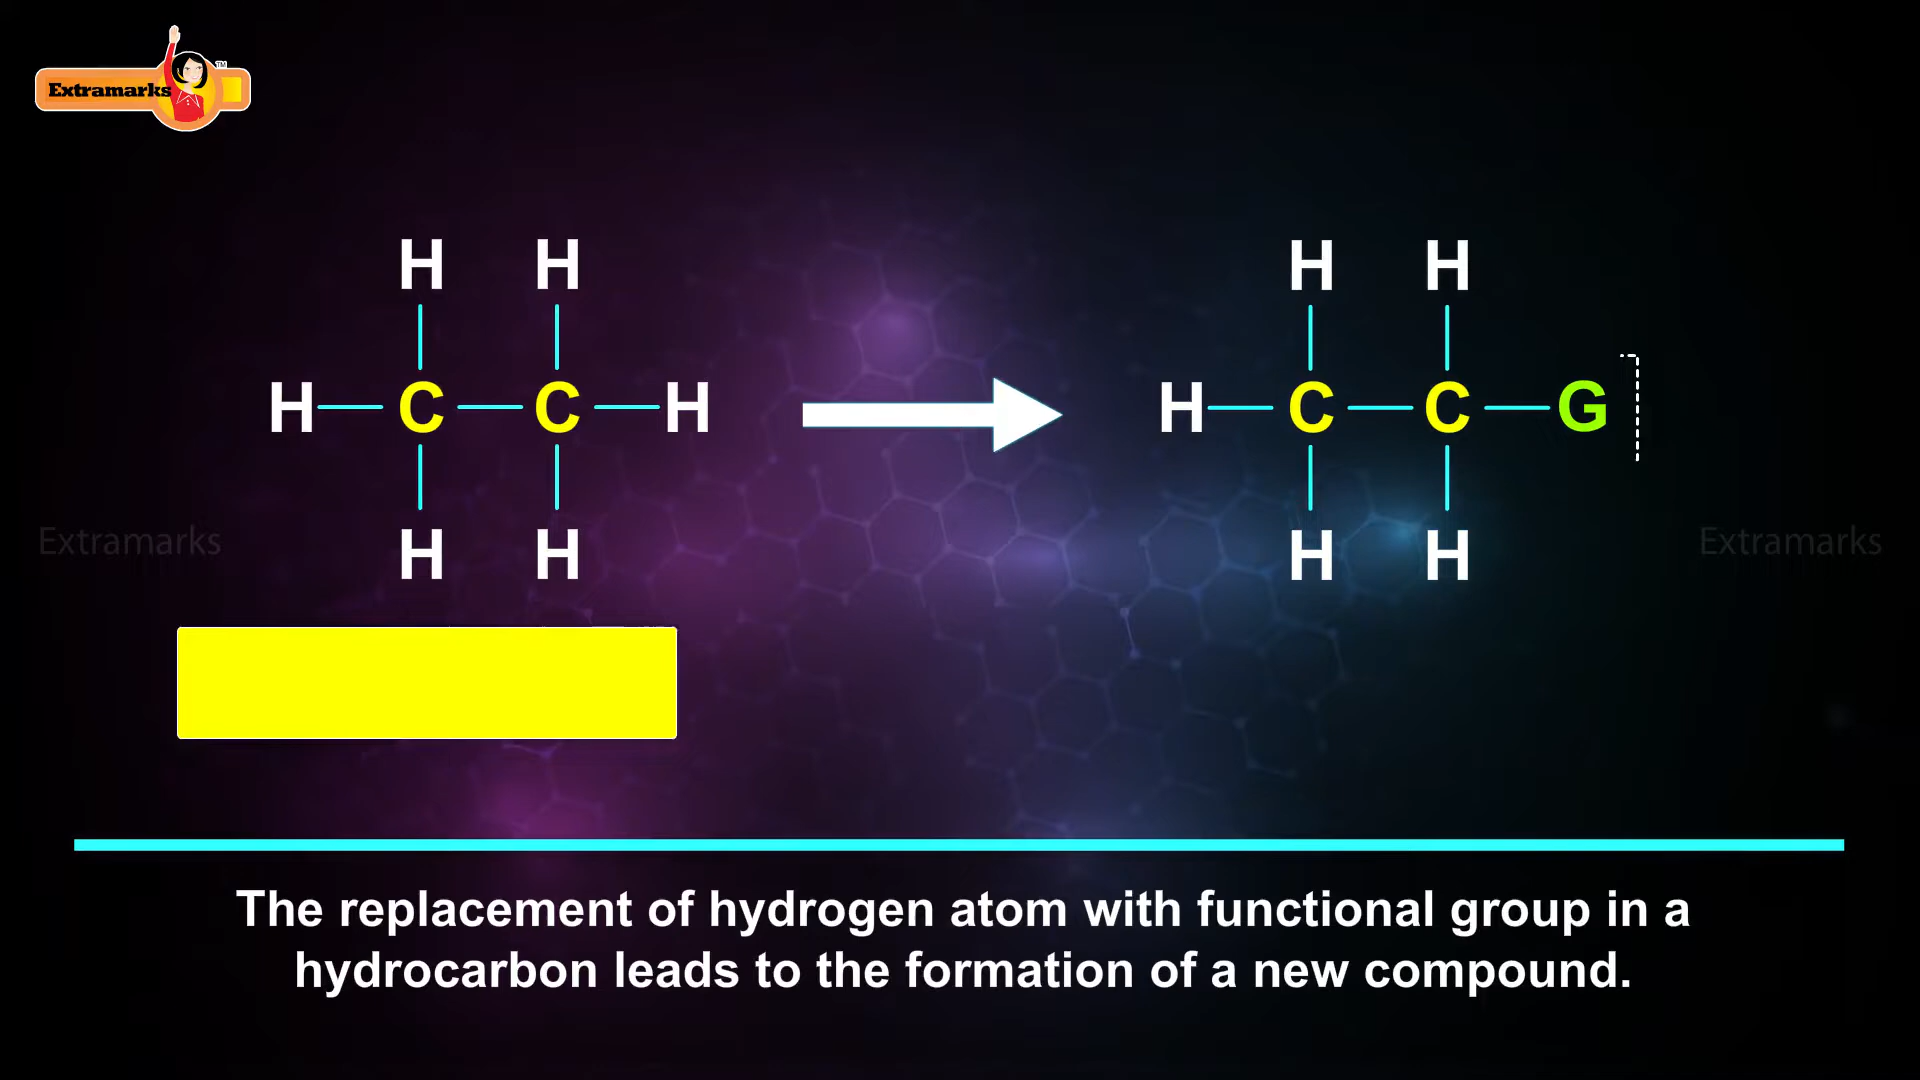 Extramarks TM
H H H H
H C C H H C C G
Extramarks Extramarks
H H H H
The replacement of hydrogen atom with functional group in a
hydrocarbon leads to the formation of a new compound.